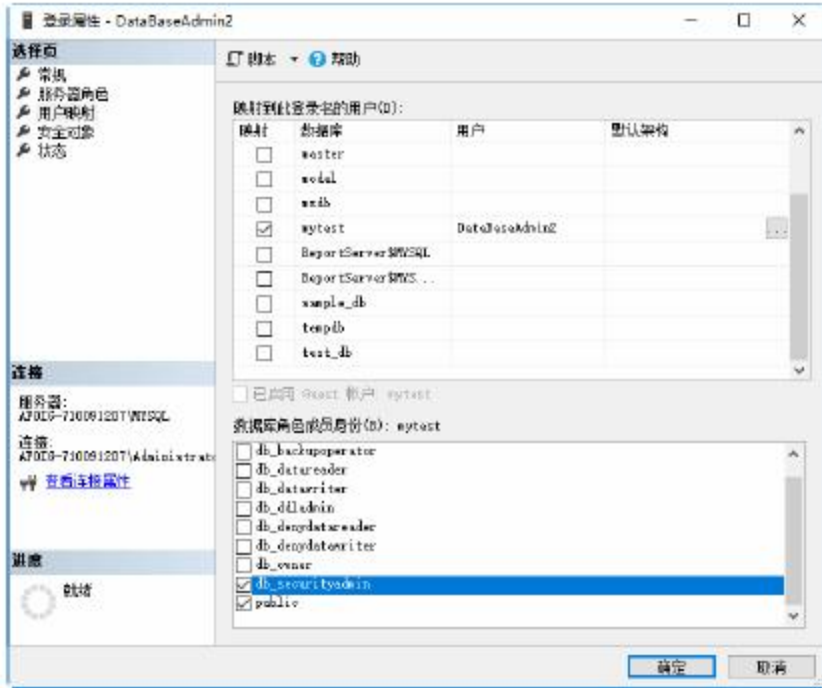 登录属性 - DataBaseAdmin2
选择页
常规
服务器角色
用户映射
安全对象
状态
脚本 帮助
映射到此登录名的用户(D):
映射 数据库 用户 默认架构
master
model
msdb
mytest DataBaseAdmin2 ...
ReportServer$MYSQL
ReportServer$MYS...
sample_db
tempdb
test_db
已启用 Guest 帐户: mytest
数据库角色成员身份(R): mytest
db_backupoperator
db_datareader
db_datawriter
db_ddladmin
db_denydatareader
db_denydatawriter
db_owner
db_securityadmin
public
连接
服务器:
连接:
查看连接属性
进度
就绪
确定 取消